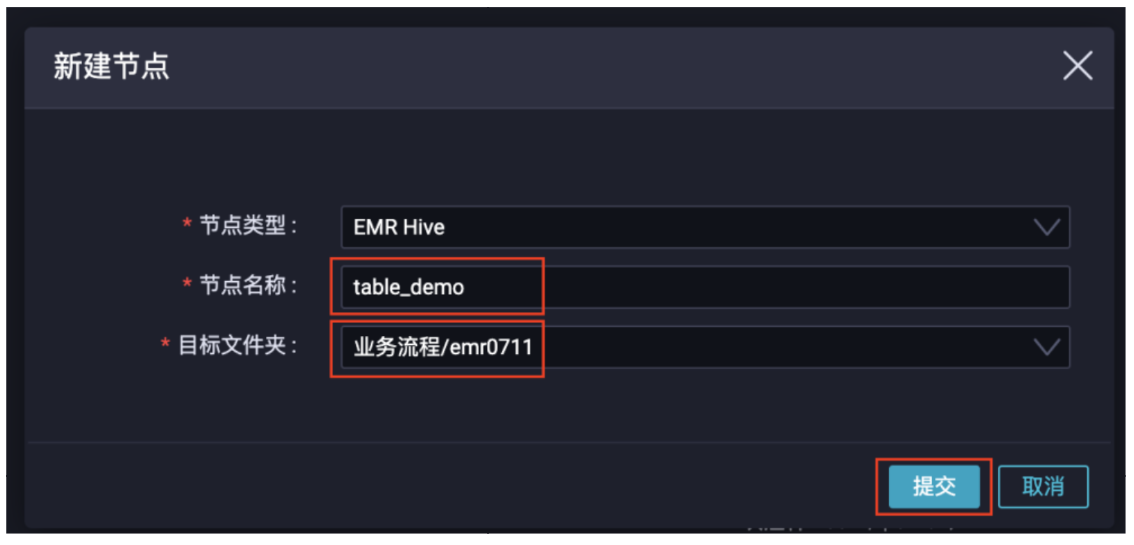 新建节点
* 节点类型： EMR Hive
* 节点名称： table_demo
* 目标文件夹： 业务流程/emr0711
提交 取消